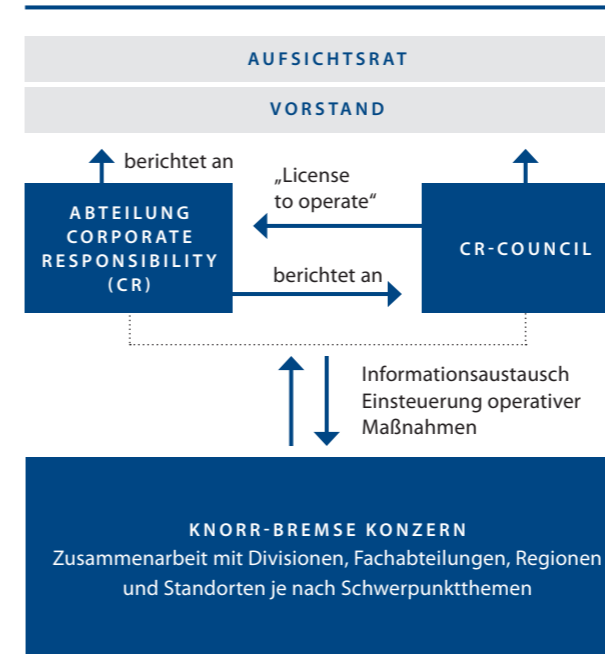 AUFSICHTSRAT
VORSTAND
berichtet an
„License
to operate“
ABTEILUNG
CORPORATE
RESPONSIBILITY
(CR)
CR-COUNCIL
berichtet an
Informationsaustausch
Einsteuerung operativer
Maßnahmen
KNORR-BREMSE KONZERN
Zusammenarbeit mit Divisionen, Fachabteilungen, Regionen
und Standorten je nach Schwerpunktthemen